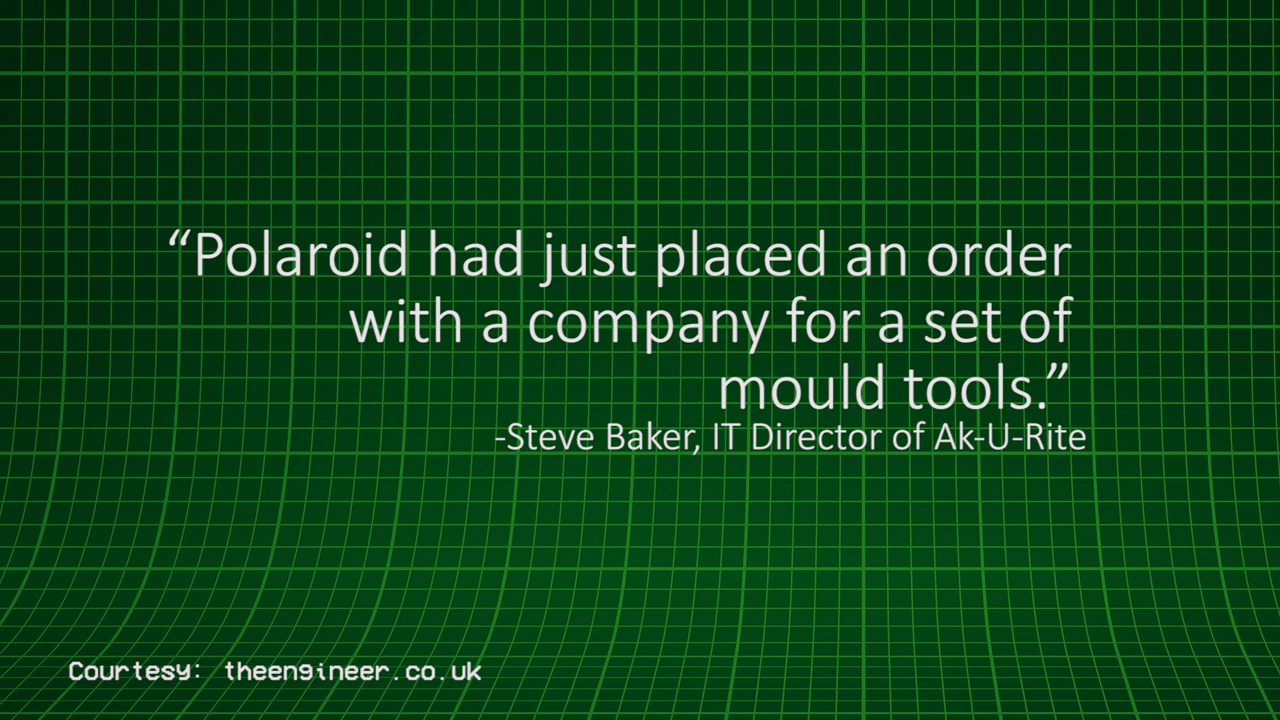 “Polaroid had just placed an order
with a company for a set of
mould tools.”
-Steve Baker, IT Director of Ak-U-Rite
Courtesy: theengineer.co.uk